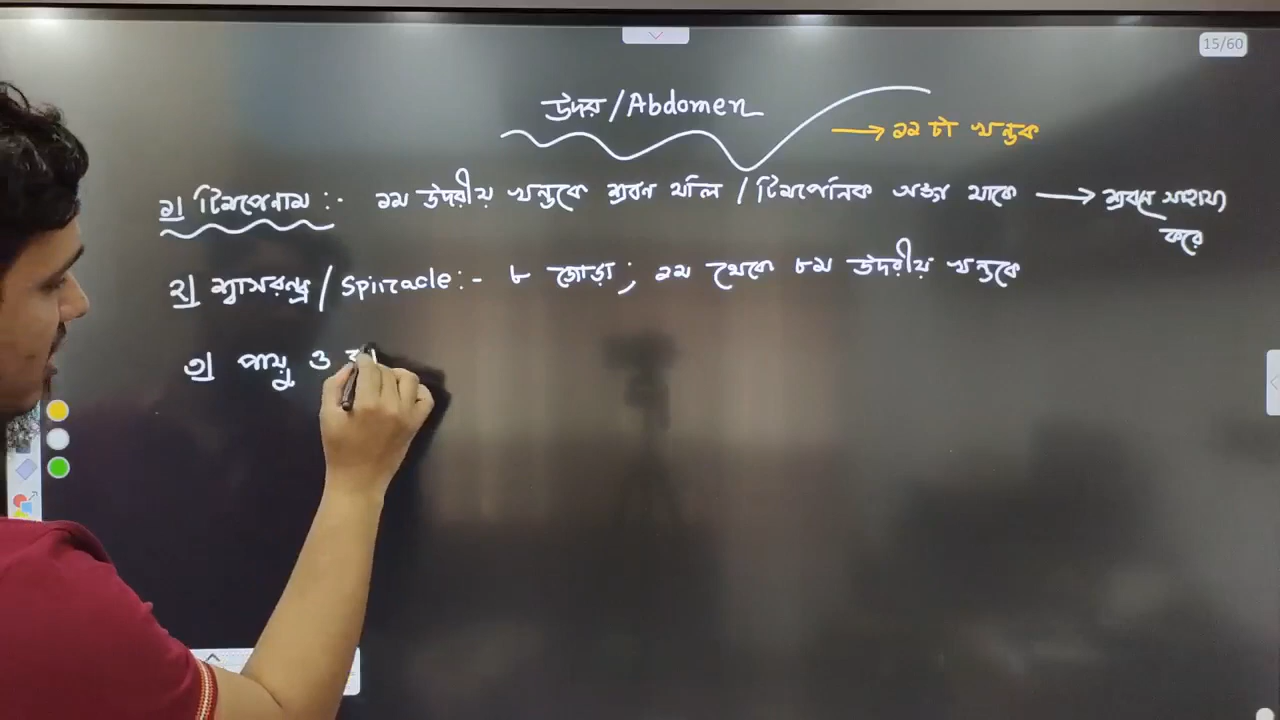 15/60
উদর/Abdomen
→ ১১ টা খন্ডক
১) টিমপেনাম :- ১ম উদরীয় খন্ডকে শ্রবণ থলি / টিমপেনিক অঙ্গ থাকে → শ্রবণে সাহায্য
করে
২) শ্বাসরন্ধ্র/Spiracle:- ৮ জোড়া; ১ম থেকে ৮ম উদরীয় খন্ডকে
৩) পায়ু ও